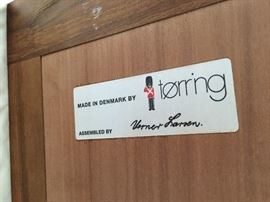 MADE IN DENMARK BY tørring
ASSEMBLED BY Verner Larsen.